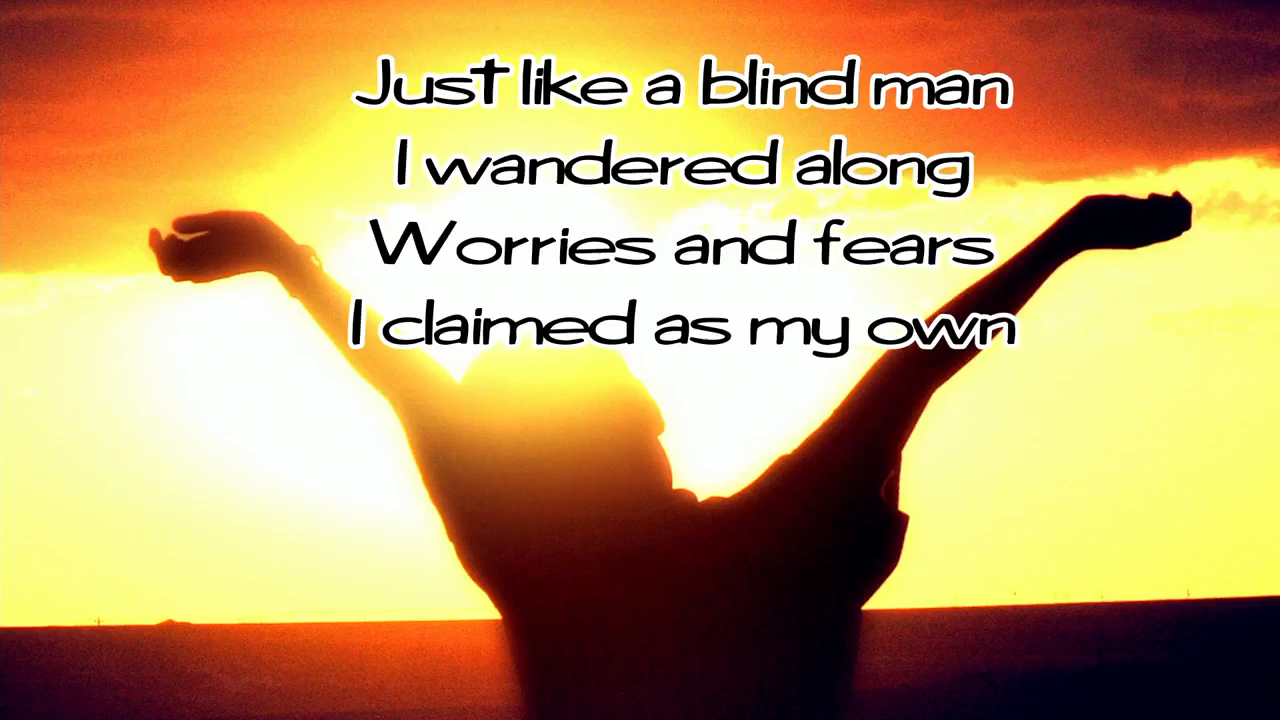 Just like a blind man
I wandered along
Worries and fears
I claimed as my own